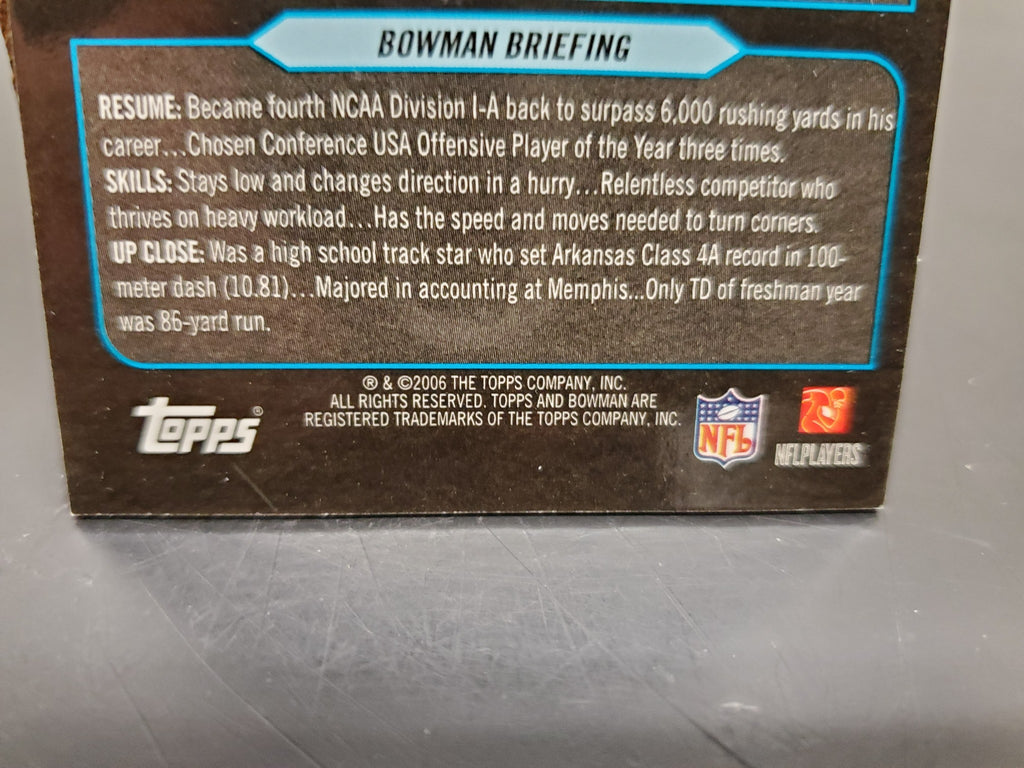 BOWMAN BRIEFING
RESUME: Became fourth NCAA Division I-A back to surpass 6,000 rushing yards in his
career...Chosen Conference USA Offensive Player of the Year three times.
SKILLS: Stays low and changes direction in a hurry...Relentless competitor who
thrives on heavy workload...Has the speed and moves needed to turn corners.
UP CLOSE: Was a high school track star who set Arkansas Class 4A record in 100-
meter dash (10.81)...Majored in accounting at Memphis...Only TD of freshman year
was 86-yard run.
® & ©2006 THE TOPPS COMPANY, INC.
ALL RIGHTS RESERVED. TOPPS AND BOWMAN ARE
REGISTERED TRADEMARKS OF THE TOPPS COMPANY, INC.
Topps®
NFL
NFLPLAYERS